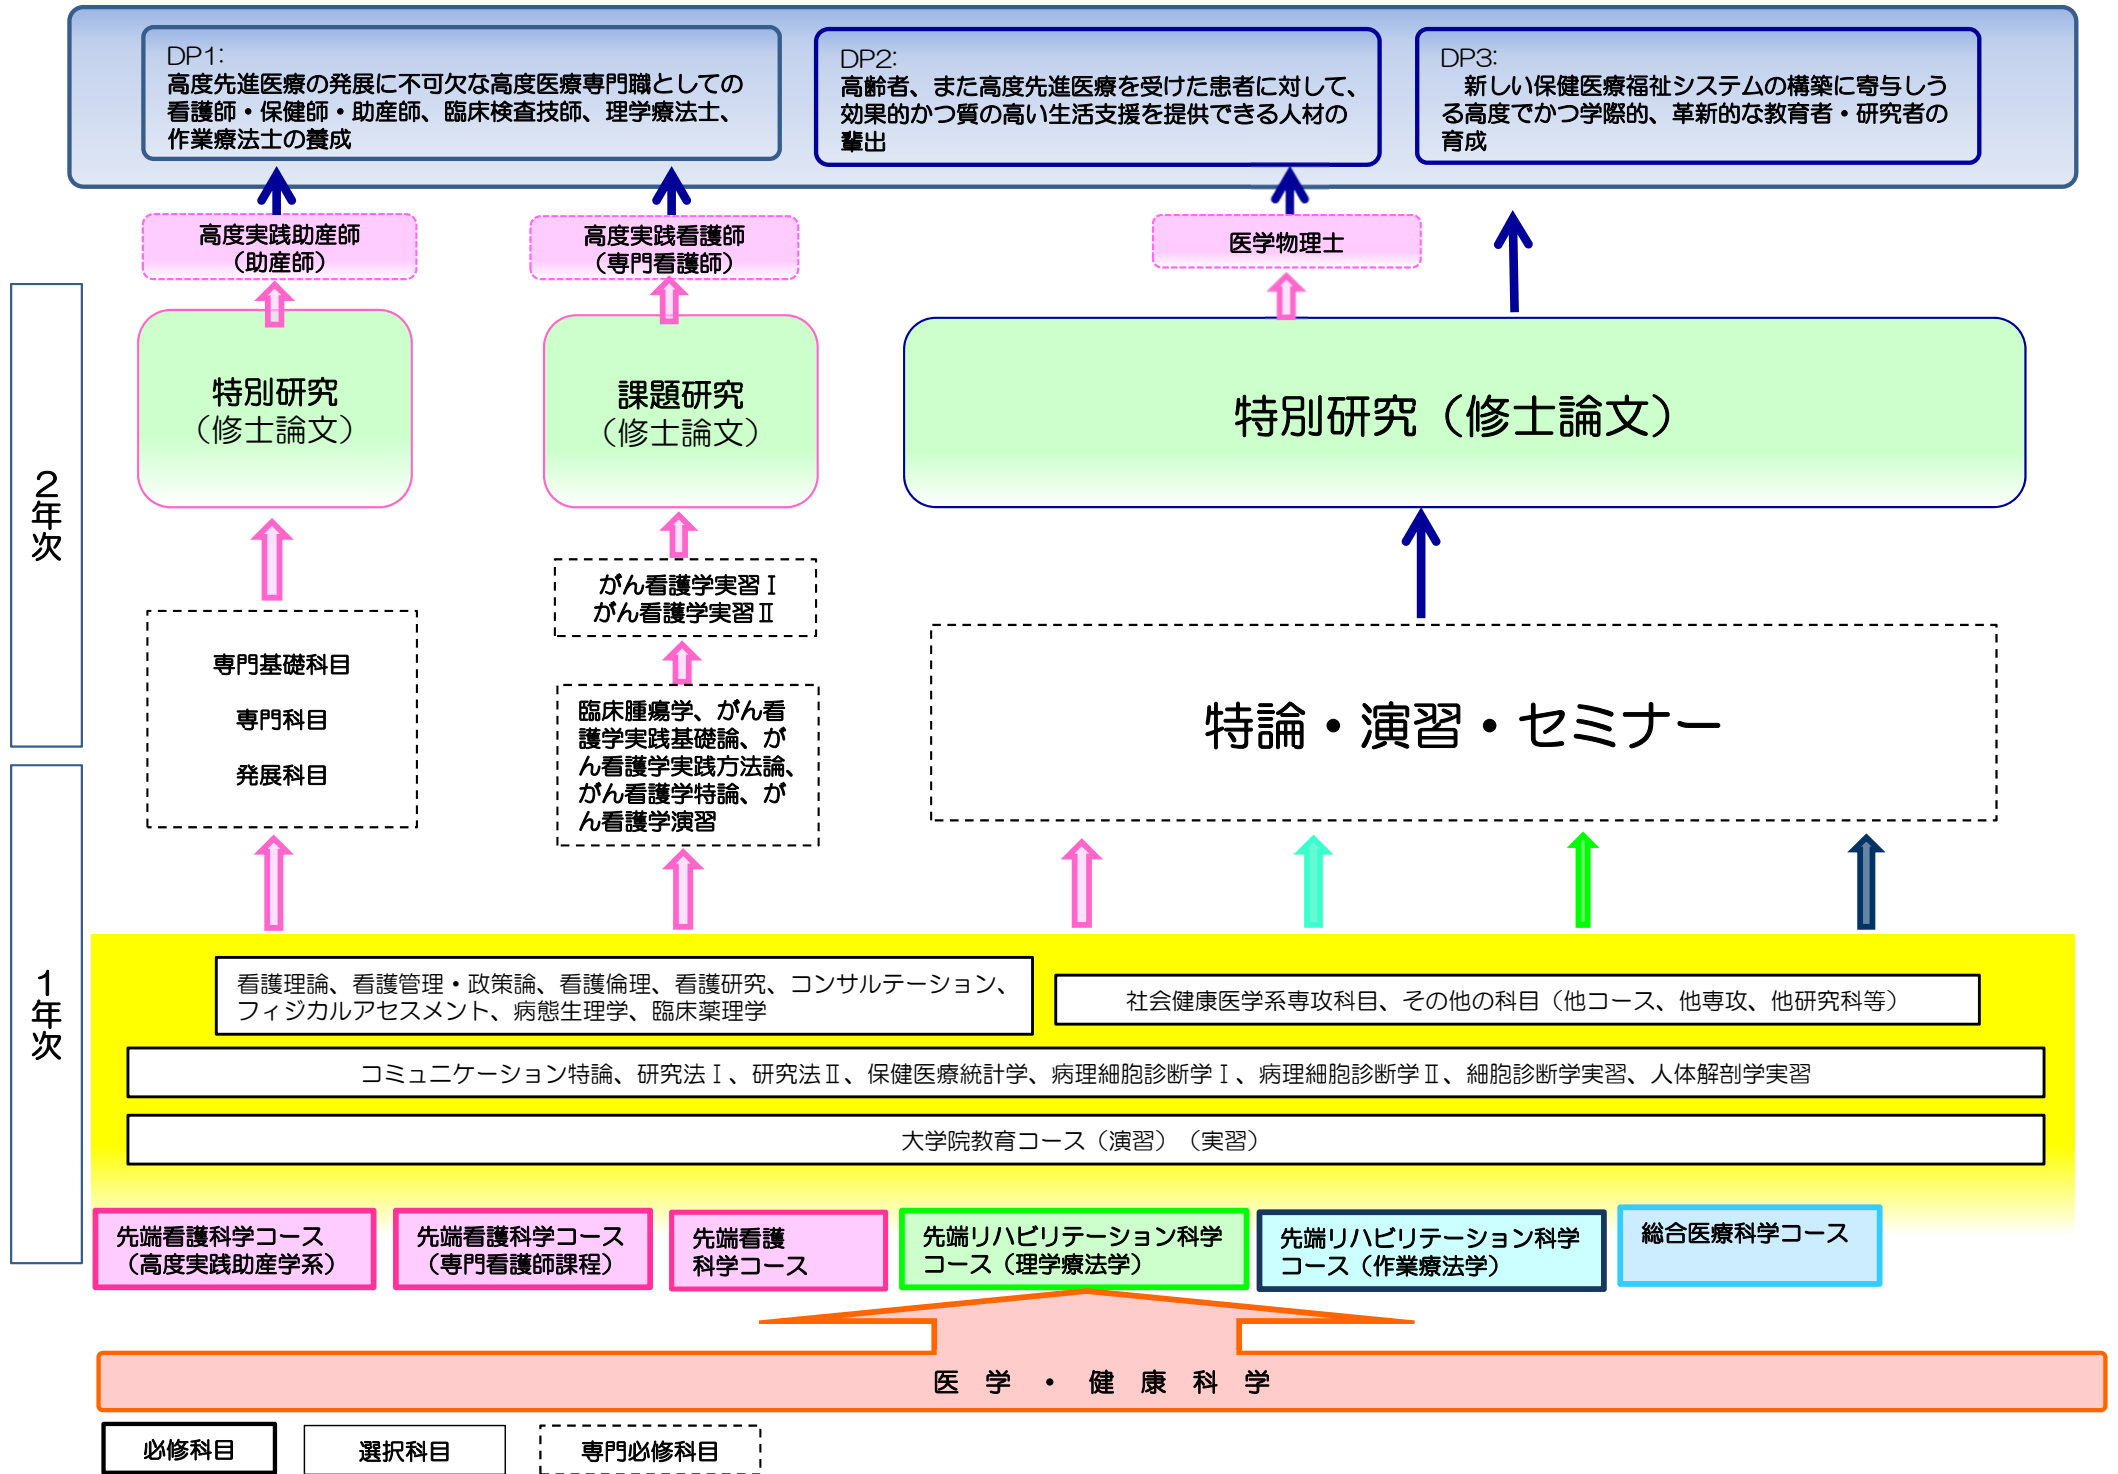 DP1:
高度先進医療の発展に不可欠な高度医療専門職としての
看護師・保健師・助産師、臨床検査技師、理学療法士、
作業療法士の養成
DP2:
高齢者、また高度先進医療を受けた患者に対して、
効果的かつ質の高い生活支援を提供できる人材の
輩出
DP3:
新しい保健医療福祉システムの構築に寄与しう
る高度でかつ学際的、革新的な教育者・研究者の
育成
高度実践助産師
（助産師）
高度実践看護師
（専門看護師）
医学物理士
2年次
特別研究
（修士論文）
課題研究
（修士論文）
特別研究（修士論文）
がん看護学実習Ⅰ
がん看護学実習Ⅱ
専門基礎科目
専門科目
発展科目
臨床腫瘍学、がん看
護学実践基礎論、が
ん看護学実践方法論、
がん看護学特論、が
ん看護学演習
特論・演習・セミナー
1年次
看護理論、看護管理・政策論、看護倫理、看護研究、コンサルテーション、
フィジカルアセスメント、病態生理学、臨床薬理学
社会健康医学系専攻科目、その他の科目（他コース、他専攻、他研究科等）
コミュニケーション特論、研究法Ⅰ、研究法Ⅱ、保健医療統計学、病理細胞診断学Ⅰ、病理細胞診断学Ⅱ、細胞診断学実習、人体解剖学実習
大学院教育コース（演習）（実習）
先端看護科学コース
（高度実践助産学系）
先端看護科学コース
（専門看護師課程）
先端看護
科学コース
先端リハビリテーション科学
コース（理学療法学）
先端リハビリテーション科学
コース（作業療法学）
総合医療科学コース
医 学 ・ 健 康 科 学
必修科目
選択科目
専門必修科目